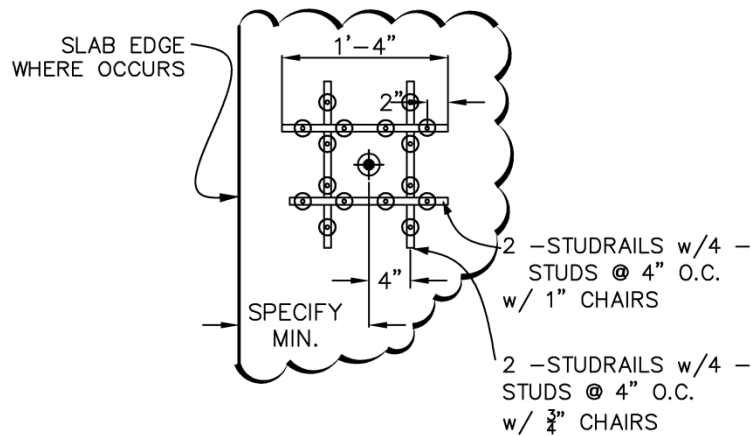 SLAB EDGE
WHERE OCCURS
1'-4"
2"
4"
SPECIFY
MIN.
2 -STUDRAILS w/4 -
STUDS @ 4" O.C.
w/ 1" CHAIRS
2 -STUDRAILS w/4 -
STUDS @ 4" O.C.
w/ 3/4" CHAIRS